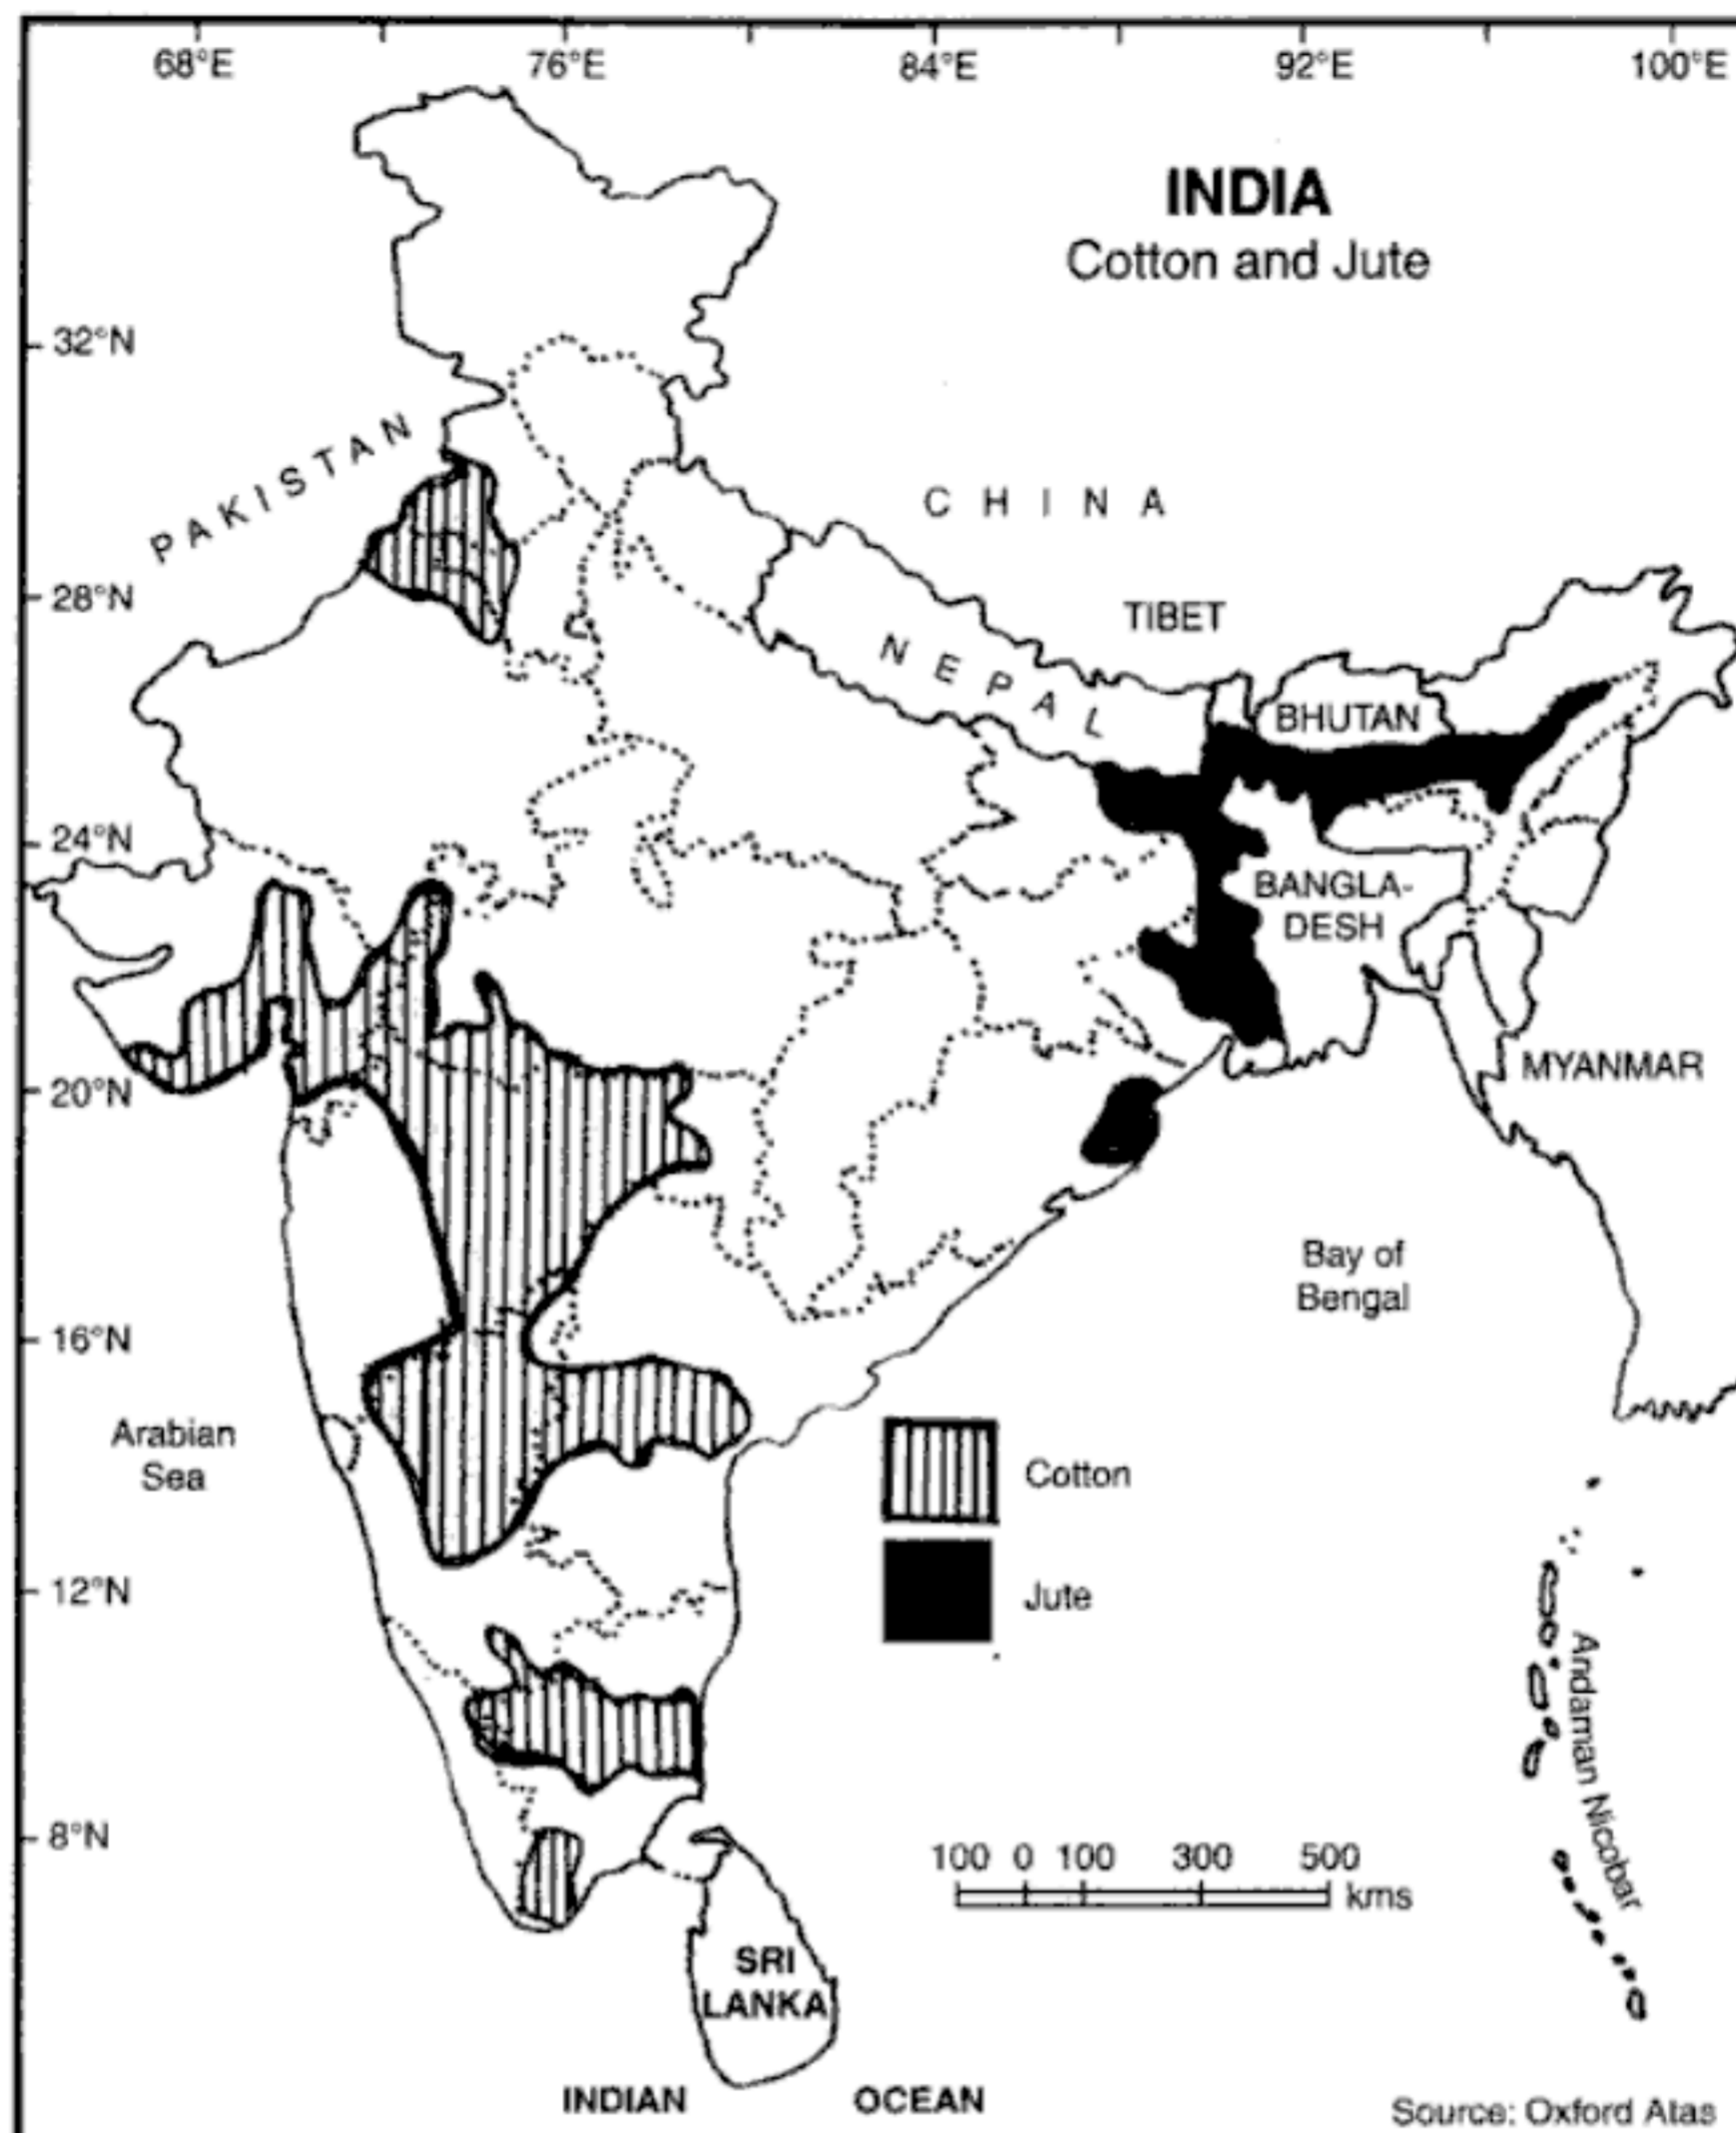 68°E 76°E 84°E 92°E 100°E
INDIA
Cotton and Jute
32°N
PAKISTAN
CHINA
28°N
TIBET
NEPAL
BHUTAN
24°N
BANGLA-
DESH
20°N
MYANMAR
16°N
Bay of
Bengal
Arabian
Sea
Cotton
12°N
Jute
Andaman Nicobar
8°N
100 0 100 300 500
kms
SRI
LANKA
INDIAN OCEAN
Source: Oxford Atas